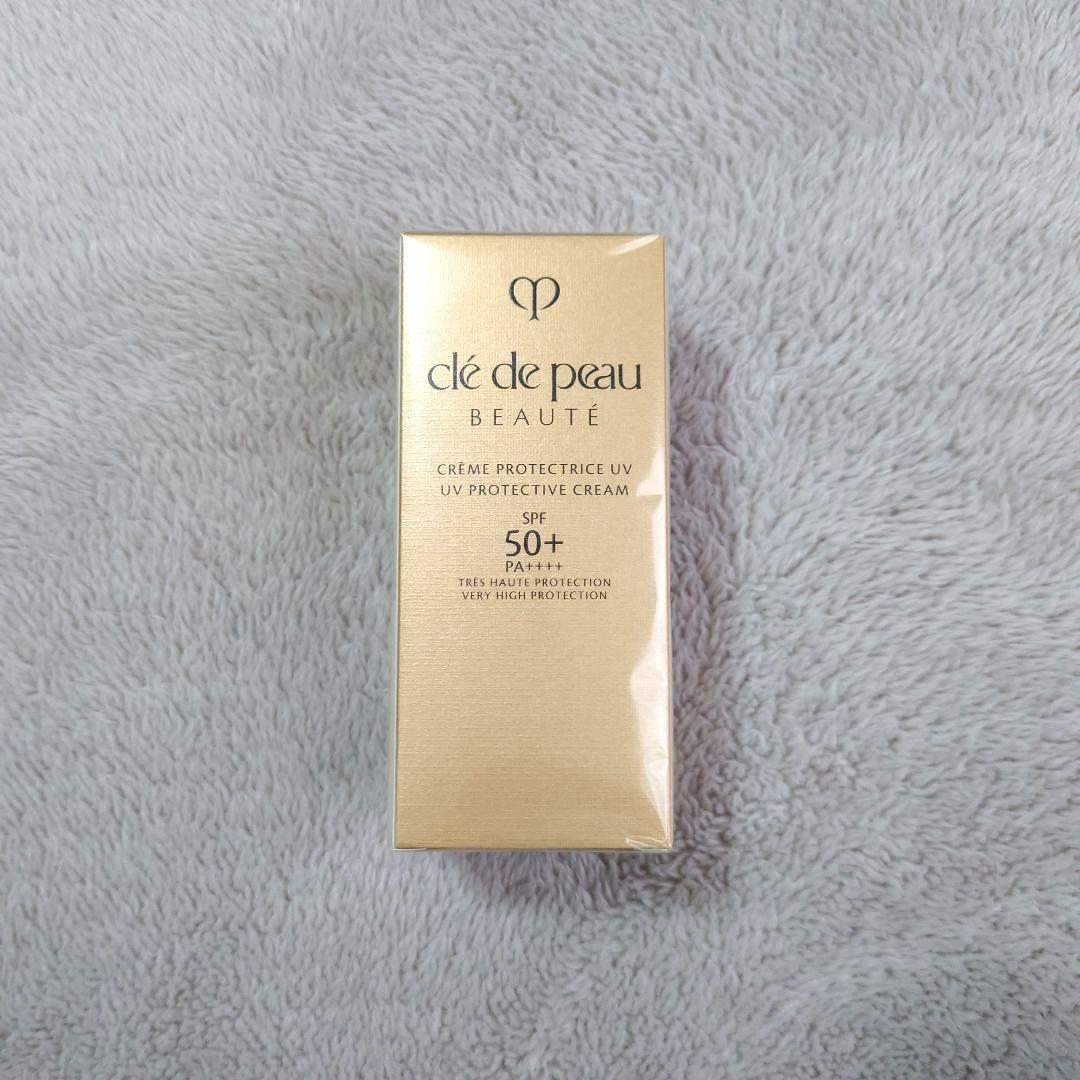 clé de peau
BEAUTÉ
CRÈME PROTECTRICE UV
UV PROTECTIVE CREAM
SPF
50+
PA++++
TRÈS HAUTE PROTECTION
VERY HIGH PROTECTION